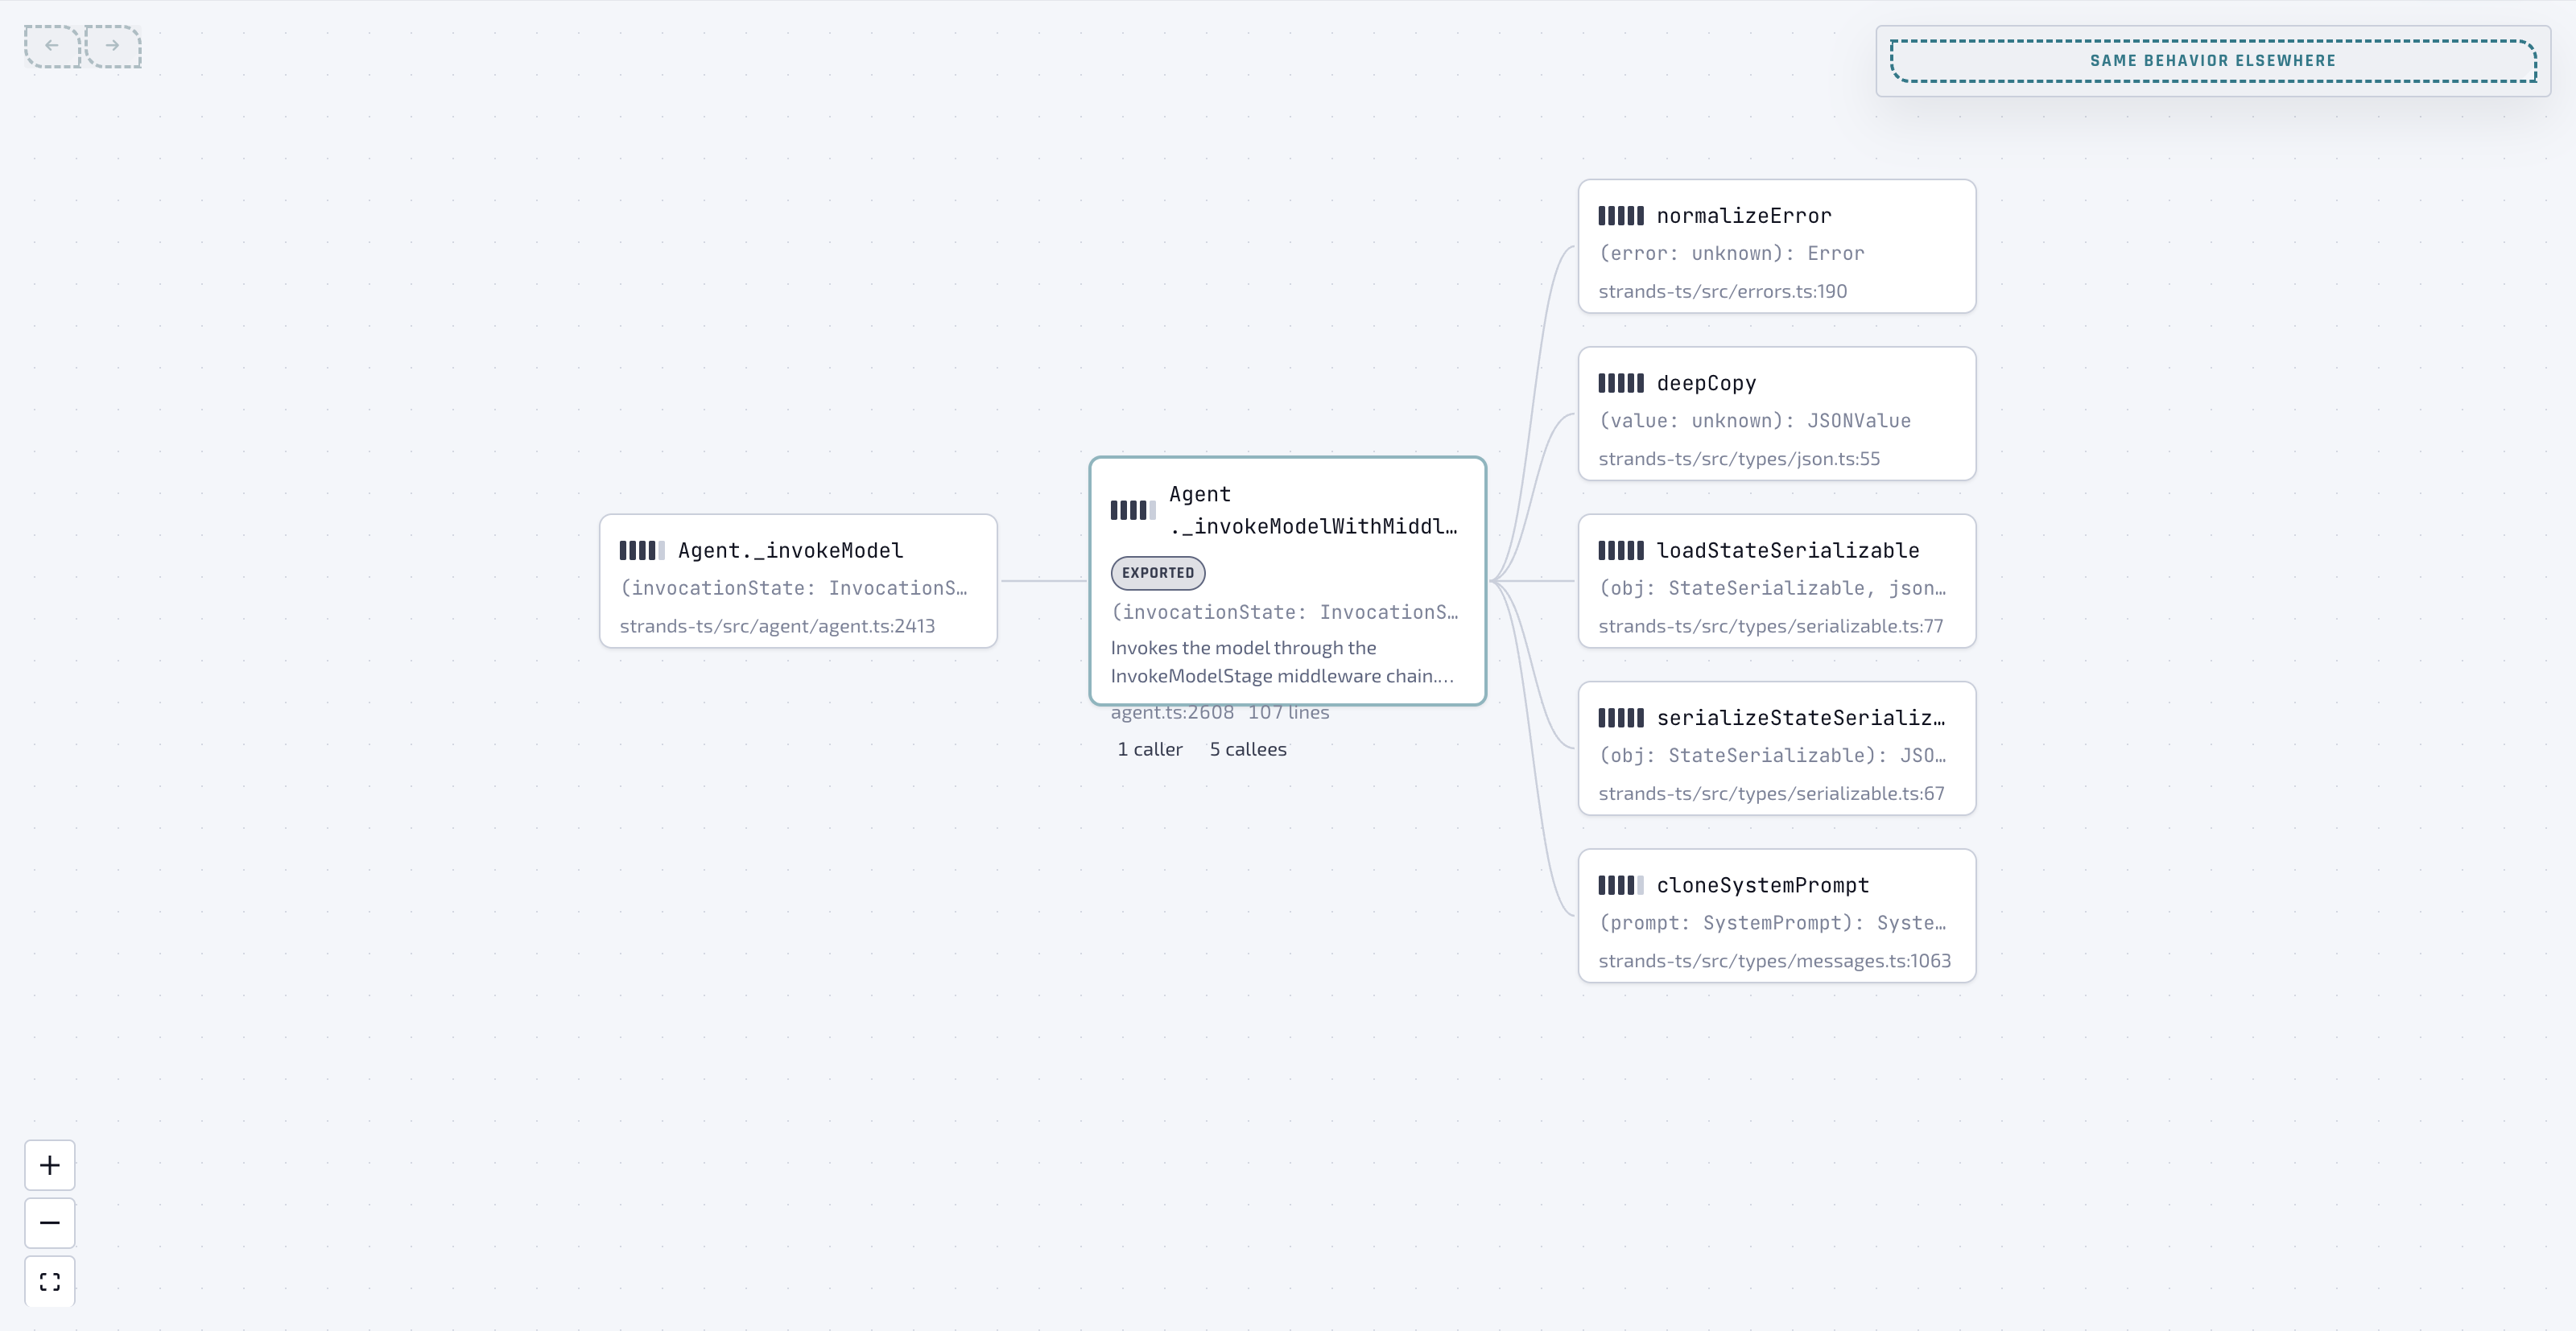 SAME BEHAVIOR ELSEWHERE
Agent._invokeModel
(invocationState: InvocationS…
strands-ts/src/agent/agent.ts:2413
Agent
._invokeModelWithMiddl…
EXPORTED
(invocationState: InvocationS…
Invokes the model through the
InvokeModelStage middleware chain.…
agent.ts:2608 107 lines
1 caller 5 callees
normalizeError
(error: unknown): Error
strands-ts/src/errors.ts:190
deepCopy
(value: unknown): JSONValue
strands-ts/src/types/json.ts:55
loadStateSerializable
(obj: StateSerializable, json…
strands-ts/src/types/serializable.ts:77
serializeStateSerializ…
(obj: StateSerializable): JSO…
strands-ts/src/types/serializable.ts:67
cloneSystemPrompt
(prompt: SystemPrompt): Syste…
strands-ts/src/types/messages.ts:1063